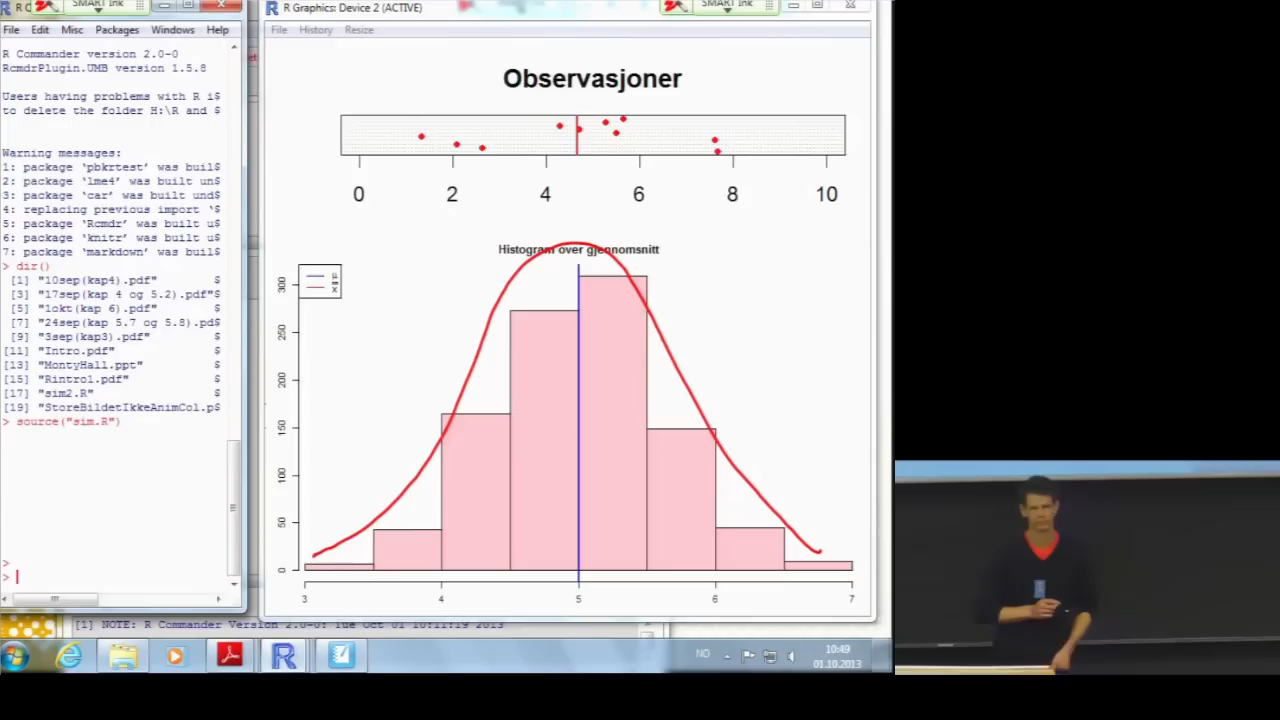 R C
SMART Ink
R Graphics: Device 2 (ACTIVE)
SMART Ink
File Edit Misc Packages Windows Help
File History Resize
R Commander version 2.0-0
RcmdrPlugin.UMB version 1.5.8
Users having problems with R i$
to delete the folder H:\R and $
Warning messages:
1: package ‘pbkrtest’ was buil$
2: package ‘lme4’ was built un$
3: package ‘car’ was built und$
4: replacing previous import ‘$
5: package ‘Rcmdr’ was built u$
6: package ‘knitr’ was built u$
7: package ‘markdown’ was buil$
> dir()
[1] "10sep(kap4).pdf" $
[3] "17sep(kap 4 og 5.2).pdf"$
[5] "1okt(kap 6).pdf" $
[7] "24sep(kap 5.7 og 5.8).pd$
[9] "3sep(kap3).pdf" $
[11] "Intro.pdf" $
[13] "MontyHall.ppt" $
[15] "Rintro1.pdf" $
[17] "sim2.R" $
[19] "StoreBildetIkkeAnimCol.p$
> source("sim.R")
>
>
Observasjoner
0 2 4 6 8 10
Histogram over gjennomsnitt
300
250
200
150
100
50
0
3 4 5 6 7
[1] NOTE: R Commander Version 2.0-0: Tue Oct 01 10:11:19 2013
NO
10:49
01.10.2013